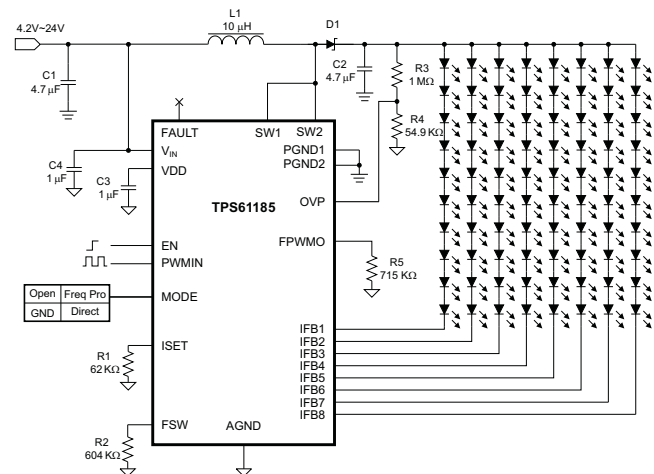 4.2V~24V
L1
10 µH
D1
C1
4.7 µF
C2
4.7 µF
R3
1 MΩ
R4
54.9 KΩ
FAULT
SW1
SW2
VIN
VDD
PGND1
PGND2
C4
1 µF
C3
1 µF
TPS61185
OVP
EN
PWMIN
FPWMO
R5
715 KΩ
Open
Freq Pro
GND
Direct
MODE
IFB1
IFB2
IFB3
IFB4
IFB5
IFB6
IFB7
IFB8
R1
62 KΩ
ISET
R2
604 KΩ
FSW
AGND